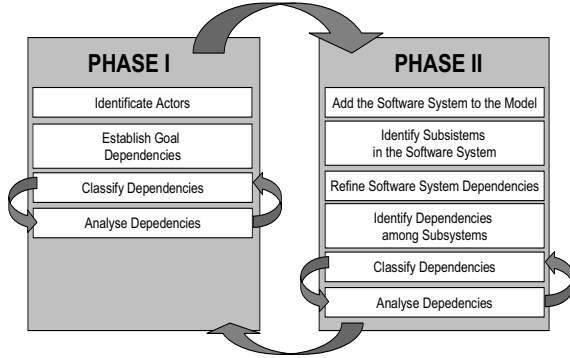 PHASE I
Identificate Actors
Establish Goal
Dependencies
Classify Dependencies
Analyse Depedencies
PHASE II
Add the Software System to the Model
Identify Subsistems
in the Software System
Refine Software System Dependencies
Identify Dependencies
among Subsystems
Classify Dependencies
Analyse Depedencies